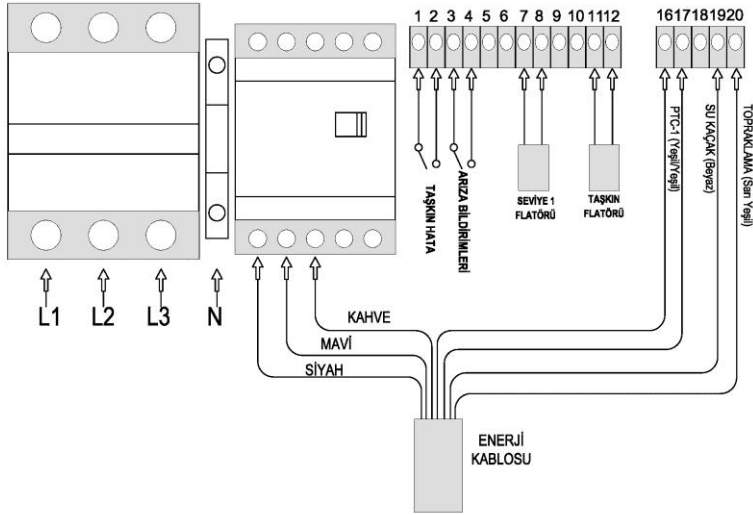 1 2 3 4 5 6 7 8 9 10 11 12
16 17 18 19 20
TAŞKIN HATA
ARIZA BİLDİRİMLERİ
SEVİYE 1
FLATÖRÜ
TAŞKIN
FLATÖRÜ
PTC-1 (Yeşil/Yeşil)
SU KAÇAK (Beyaz)
TOPRAKLAMA (Sarı Yeşil)
L1 L2 L3 N
KAHVE
MAVİ
SİYAH
ENERJİ
KABLOSU